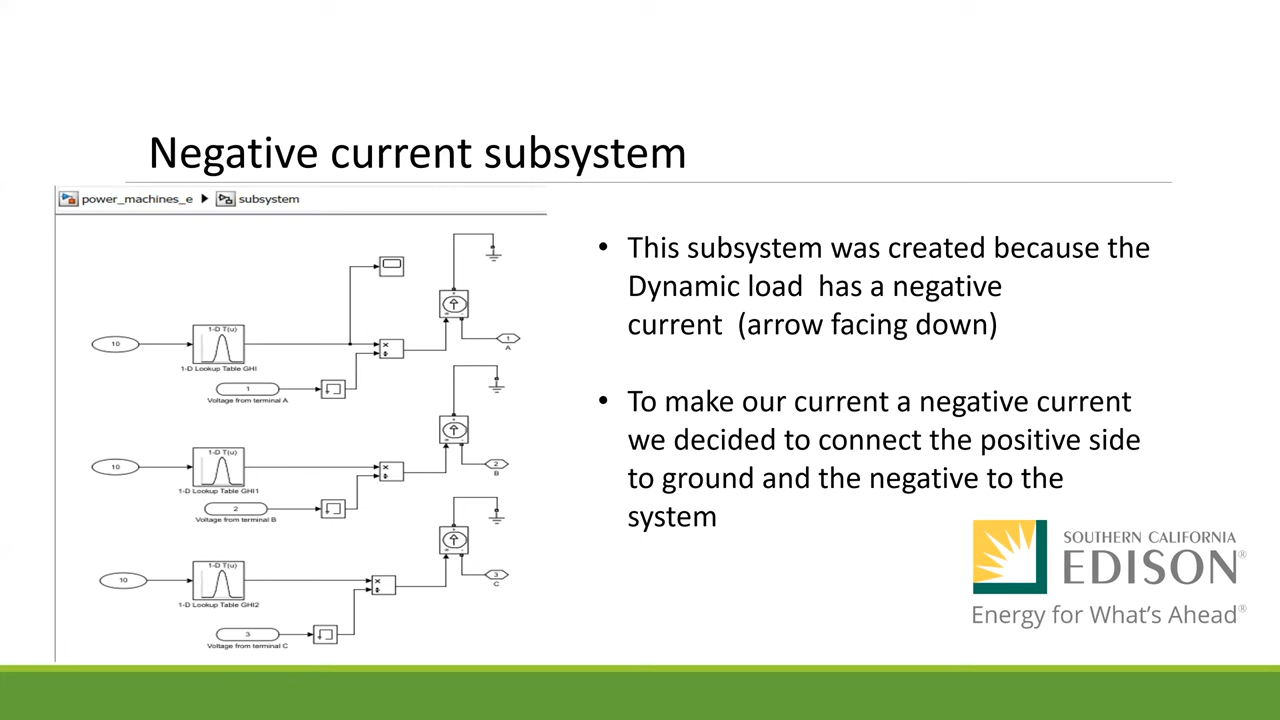 Negative current subsystem
power_machines_e ▶ subsystem
• This subsystem was created because the
Dynamic load has a negative
current (arrow facing down)
• To make our current a negative current
we decided to connect the positive side
to ground and the negative to the
system
10
1-D T(u)
1-D Lookup Table GHI
1
Voltage from terminal A
1
A
10
1-D T(u)
1-D Lookup Table GHI1
2
Voltage from terminal B
2
B
10
1-D T(u)
1-D Lookup Table GHI2
3
Voltage from terminal C
3
C
SOUTHERN CALIFORNIA
EDISON®
Energy for What's Ahead®